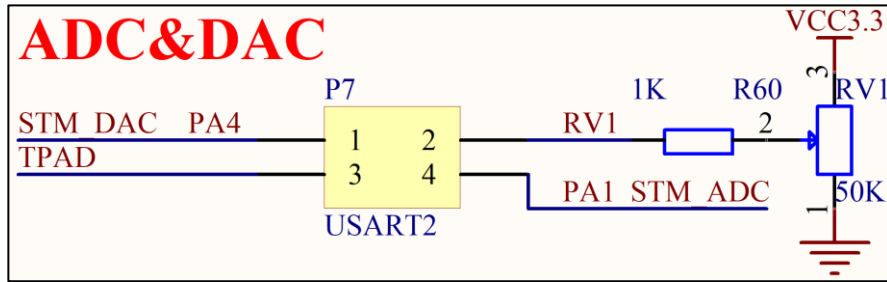 ADC&DAC
VCC3.3
P7 1K R60 3 RV1
STM_DAC PA4 1 2 RV1 2
TPAD 3 4 50K
PA1 STM_ADC 1
USART2